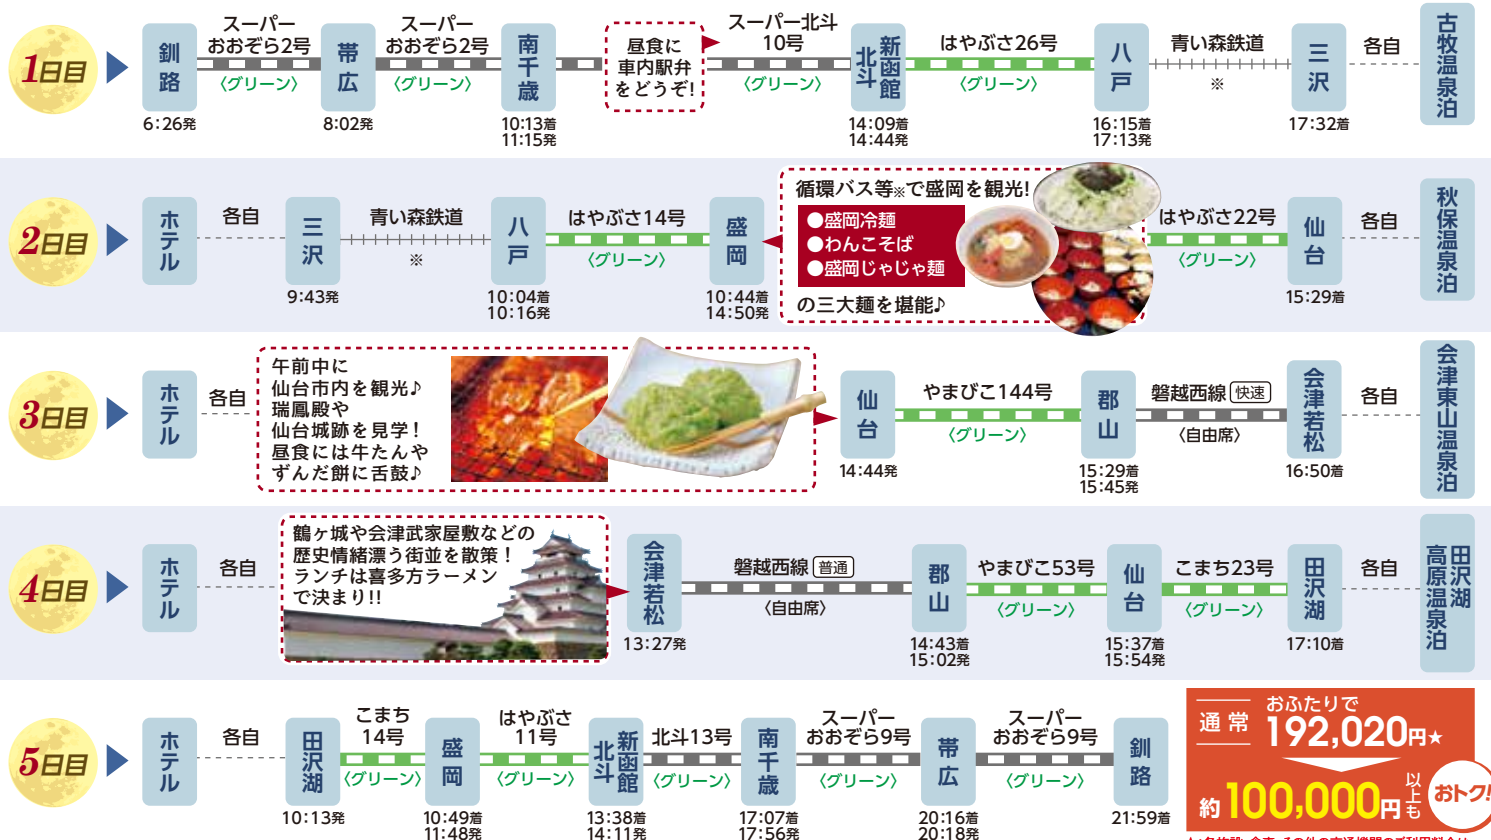 1日目
釧路
6:26発
スーパー
おおぞら2号
〈グリーン〉
帯広
8:02発
スーパー
おおぞら2号
〈グリーン〉
南千歳
10:13着
11:15発
昼食に
車内駅弁
をどうぞ!
スーパー北斗
10号
〈グリーン〉
新函館
北斗
14:09着
14:44発
はやぶさ26号
〈グリーン〉
八戸
16:15着
17:13発
青い森鉄道
※
三沢
17:32着
各自
古牧温泉泊
2日目
ホテル
各自
三沢
9:43発
青い森鉄道
※
八戸
10:04着
10:16発
はやぶさ14号
〈グリーン〉
盛岡
10:44着
14:50発
循環バス等※で盛岡を観光!
●盛岡冷麺
●わんこそば
●盛岡じゃじゃ麺
の三大麺を堪能♪
はやぶさ22号
〈グリーン〉
仙台
15:29着
各自
秋保温泉泊
3日目
ホテル
各自
午前中に
仙台市内を観光♪
瑞鳳殿や
仙台城跡を見学！
昼食には牛たんや
ずんだ餅に舌鼓♪
仙台
14:44発
やまびこ144号
〈グリーン〉
郡山
15:29着
15:45発
磐越西線 快速
〈自由席〉
会津若松
16:50着
各自
会津東山温泉泊
4日目
ホテル
各自
鶴ヶ城や会津武家屋敷などの
歴史情緒漂う街並を散策！
ランチは喜多方ラーメン
で決まり!!
会津若松
13:27発
磐越西線 普通
〈自由席〉
郡山
14:43着
15:02発
やまびこ53号
〈グリーン〉
仙台
15:37着
15:54発
こまち23号
〈グリーン〉
田沢湖
17:10着
各自
田沢湖
高原温泉泊
5日目
ホテル
各自
田沢湖
10:13発
こまち
14号
〈グリーン〉
盛岡
10:49着
11:48発
はやぶさ
11号
〈グリーン〉
新函館
北斗
13:38着
14:11発
北斗13号
〈グリーン〉
南千歳
17:07着
17:56発
スーパー
おおぞら9号
〈グリーン〉
帯広
20:16着
20:18発
スーパー
おおぞら9号
〈グリーン〉
釧路
21:59着
通常
おふたりで
192,020円★
約100,000円以上も
おトク!